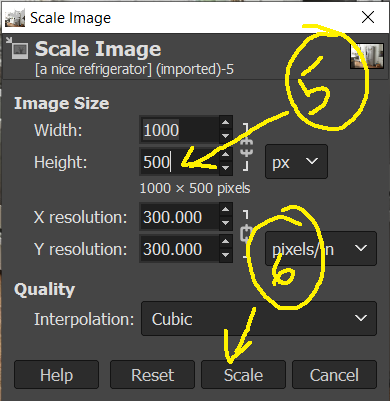 Scale Image
Scale Image
[a nice refrigerator] (imported)-5
5
Image Size
Width: 1000
Height: 500 px
1000 × 500 pixels
X resolution: 300.000
Y resolution: 300.000 pixels/in
6
Quality
Interpolation: Cubic
Help Reset Scale Cancel